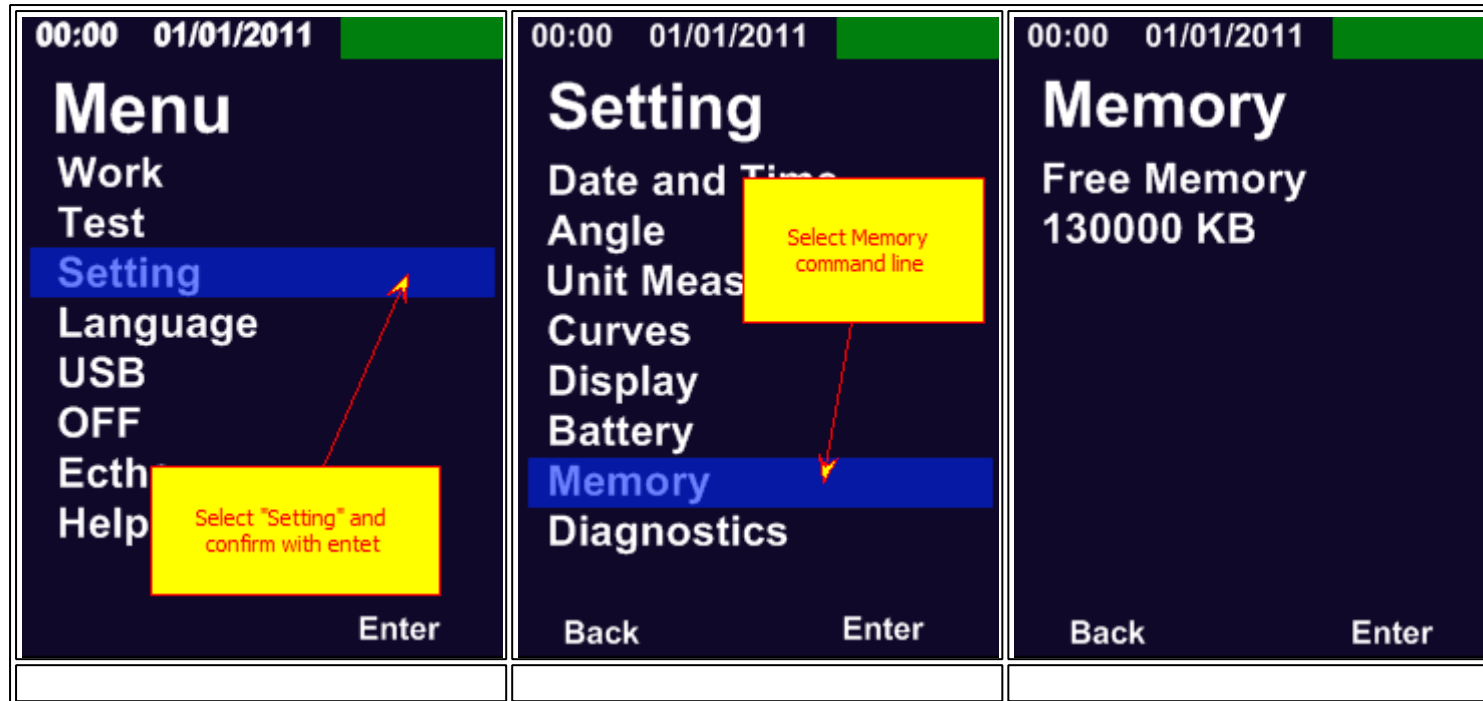 00:00 01/01/2011
Menu
Work
Test
Setting
Language
USB
OFF
Help
Select "Setting" and
confirm with entet
Enter
00:00 01/01/2011
Setting
Date and Time
Angle
Unit
Curves
Display
Battery
Memory
Diagnostics
Select Memory
command line
Back Enter
00:00 01/01/2011
Memory
Free Memory
130000 KB
Back Enter